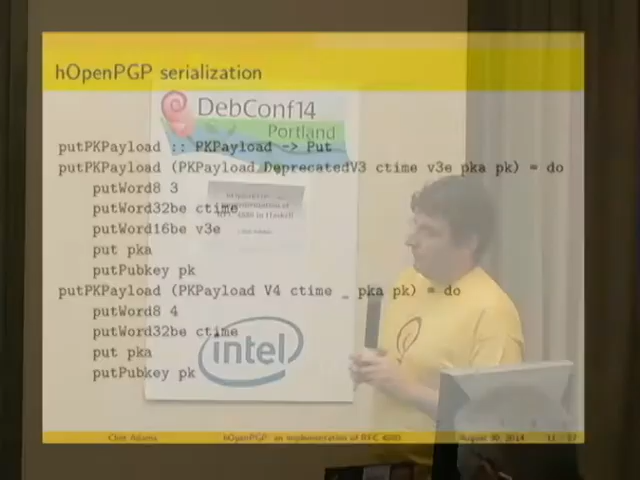 hOpenPGP serialization
DebConf14
Portland
putPKPayload :: PKPayload -> Put
putPKPayload (PKPayload DeprecatedV3 ctime v3e pka pk) = do
putWord8 3
putWord32be ctime
putWord16be v3e
put pka
putPubkey pk
putPKPayload (PKPayload V4 ctime _ pka pk) = do
putWord8 4
putWord32be ctime
put pka
putPubkey pk
intel
hOpenPGP: an implementation of RFC 4880
August 30, 2014